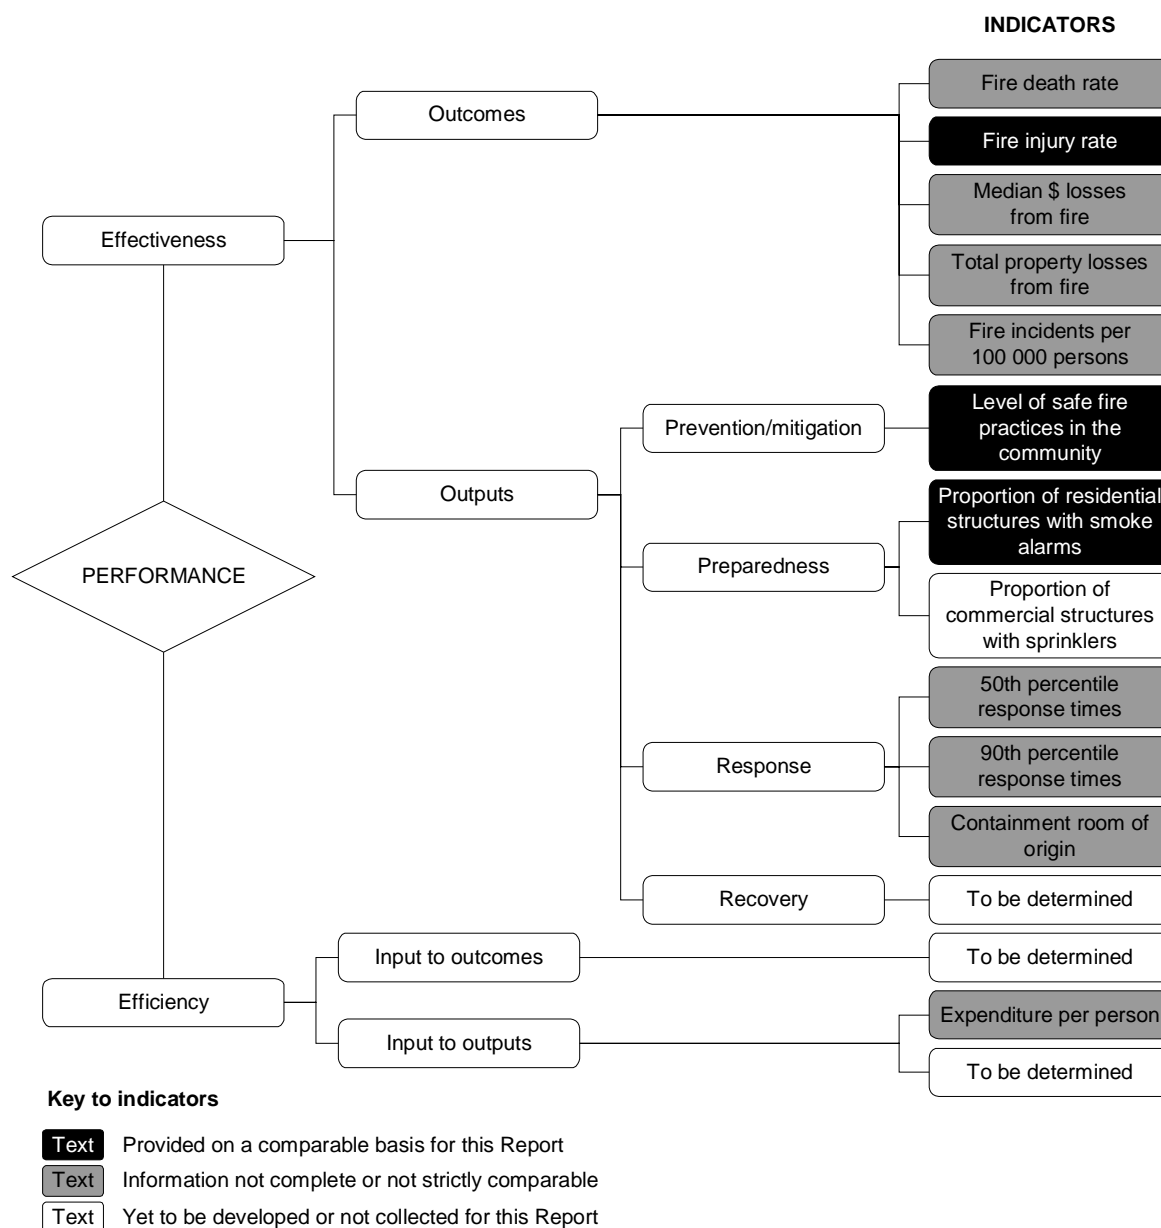 INDICATORS
Fire death rate
Outcomes
Fire injury rate
Median $ losses
from fire
Effectiveness
Total property losses
from fire
Fire incidents per
100 000 persons
Level of safe fire
practices in the
community
Prevention/mitigation
Outputs
Proportion of residential
structures with smoke
alarms
Preparedness
PERFORMANCE
Proportion of
commercial structures
with sprinklers
50th percentile
response times
Response
90th percentile
response times
Containment room of
origin
Recovery
To be determined
Input to outcomes
To be determined
Efficiency
Expenditure per person
Input to outputs
To be determined
Key to indicators
Text Provided on a comparable basis for this Report
Text Information not complete or not strictly comparable
Text Yet to be developed or not collected for this Report